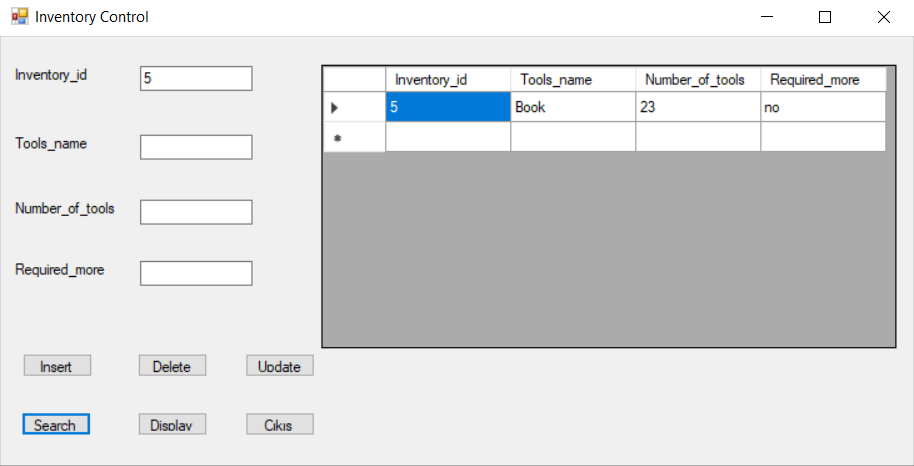 Inventory Control
Inventory_id 5
Tools_name
Number_of_tools
Required_more
Inventory_id Tools_name Number_of_tools Required_more
5 Book 23 no
*
Insert Delete Update
Search Display Cıkıs